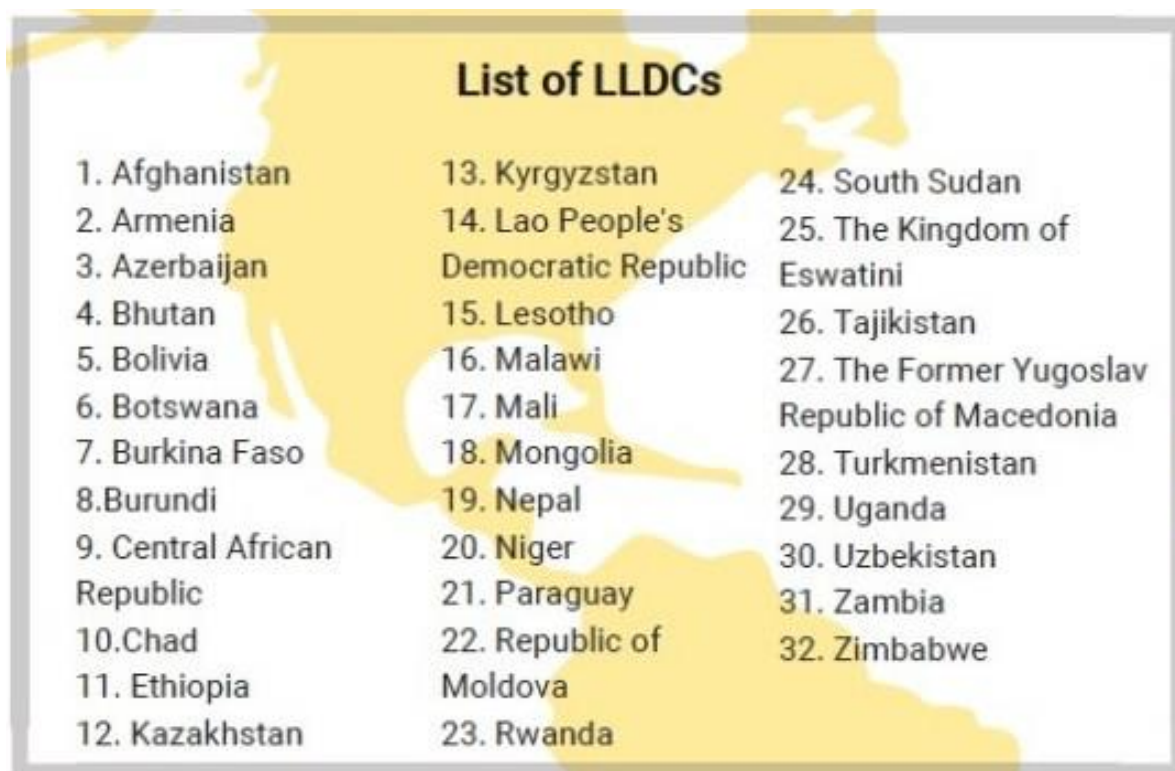 List of LLDCs
1. Afghanistan
2. Armenia
3. Azerbaijan
4. Bhutan
5. Bolivia
6. Botswana
7. Burkina Faso
8.Burundi
9. Central African
Republic
10.Chad
11. Ethiopia
12. Kazakhstan
13. Kyrgyzstan
14. Lao People's
Democratic Republic
15. Lesotho
16. Malawi
17. Mali
18. Mongolia
19. Nepal
20. Niger
21. Paraguay
22. Republic of
Moldova
23. Rwanda
24. South Sudan
25. The Kingdom of
Eswatini
26. Tajikistan
27. The Former Yugoslav
Republic of Macedonia
28. Turkmenistan
29. Uganda
30. Uzbekistan
31. Zambia
32. Zimbabwe